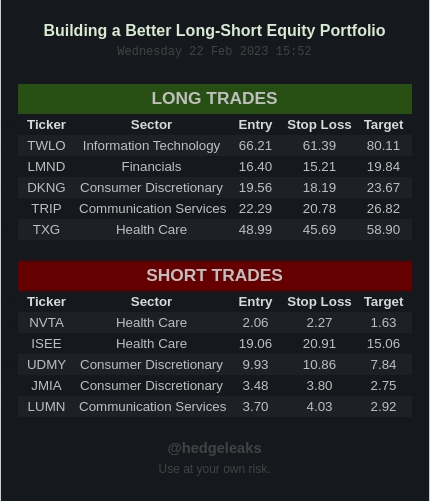 Building a Better Long-Short Equity Portfolio
Wednesday 22 Feb 2023 15:52
LONG TRADES
Ticker Sector Entry Stop Loss Target
TWLO Information Technology 66.21 61.39 80.11
LMND Financials 16.40 15.21 19.84
DKNG Consumer Discretionary 19.56 18.19 23.67
TRIP Communication Services 22.29 20.78 26.82
TXG Health Care 48.99 45.69 58.90
SHORT TRADES
Ticker Sector Entry Stop Loss Target
NVTA Health Care 2.06 2.27 1.63
ISEE Health Care 19.06 20.91 15.06
UDMY Consumer Discretionary 9.93 10.86 7.84
JMIA Consumer Discretionary 3.48 3.80 2.75
LUMN Communication Services 3.70 4.03 2.92
@hedgeleaks
Use at your own risk.